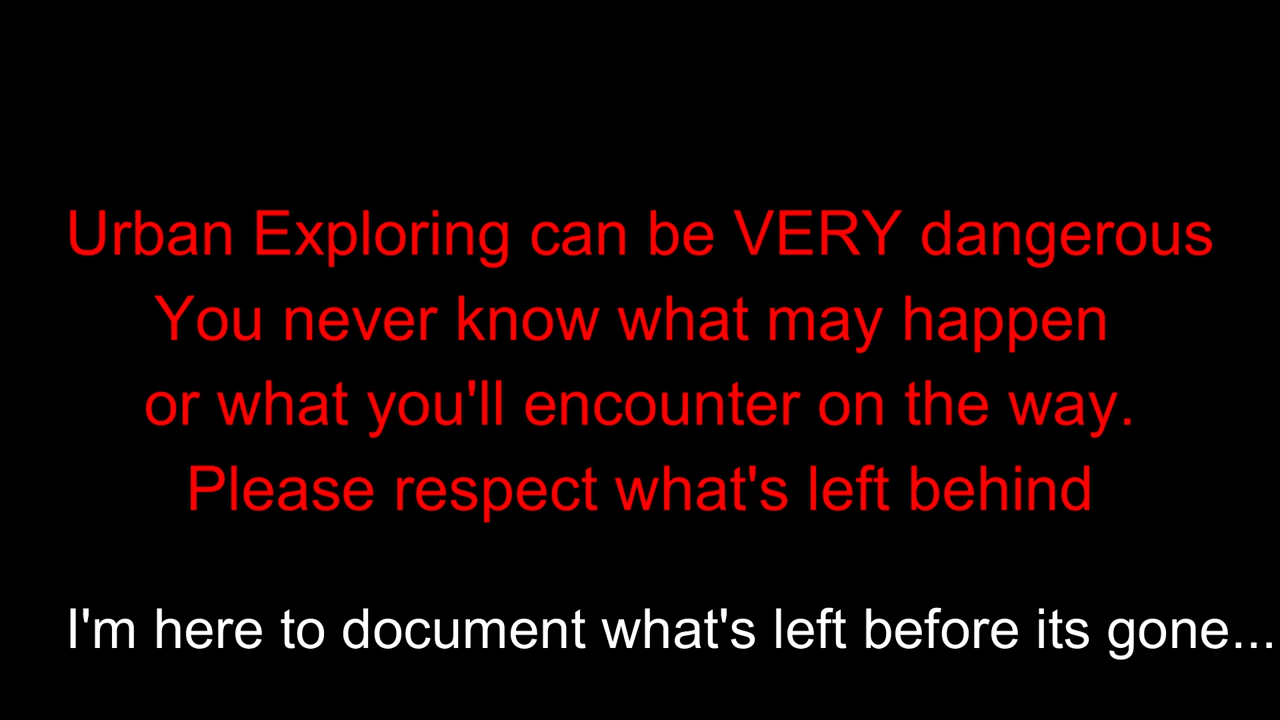 Urban Exploring can be VERY dangerous
You never know what may happen
or what you'll encounter on the way.
Please respect what's left behind
I'm here to document what's left before its gone...